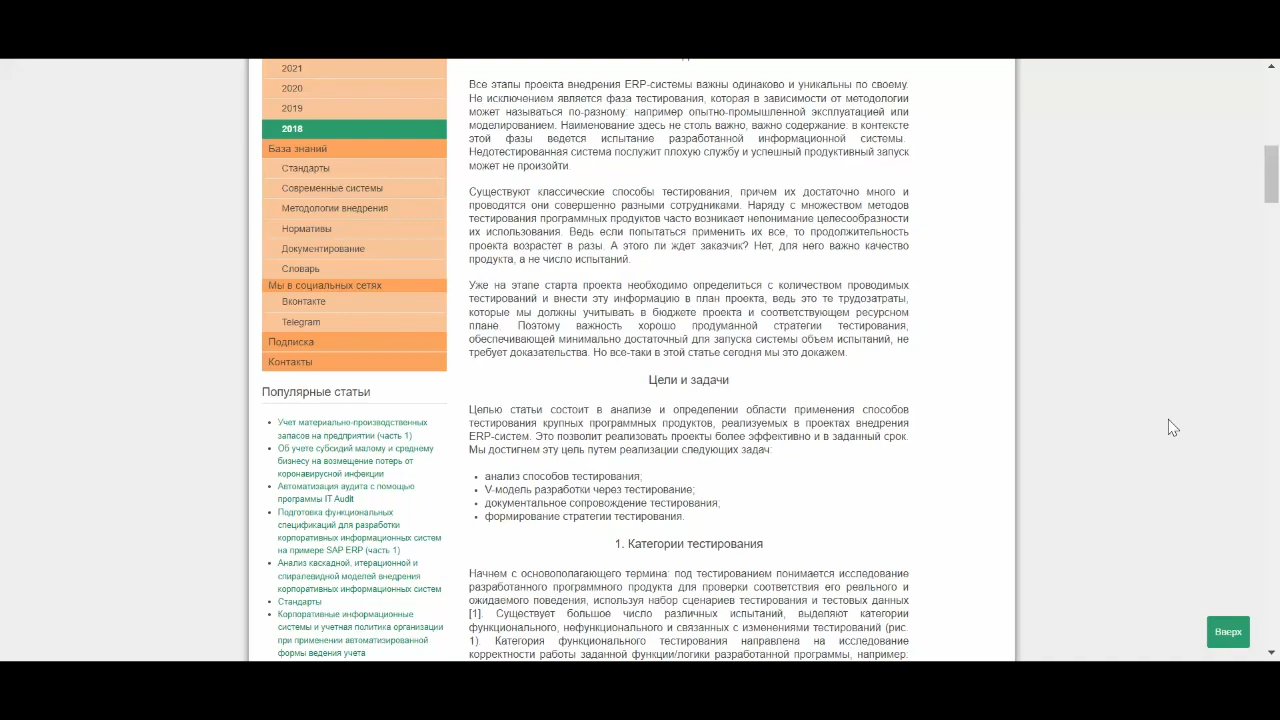 2021
2020
2019
2018
База знаний
Стандарты
Современные системы
Методологии внедрения
Нормативы
Документирование
Словарь
Мы в социальных сетях
Вконтакте
Telegram
Подписка
Контакты
Популярные статьи
Учет материально-производственных
запасов на предприятии (часть 1)
Об учете субсидий малому и среднему
бизнесу на возмещение потерь от
коронавирусной инфекции
Автоматизация аудита с помощью
программы IT Audit
Подготовка функциональных
спецификаций для разработки
корпоративных информационных систем
на примере SAP ERP (часть 1)
Анализ каскадной, итерационной и
спиралевидной моделей внедрения
корпоративных информационных систем
Стандарты
Корпоративные информационные
системы и учетная политика организации
при применении автоматизированной
формы ведения учета
Все этапы проекта внедрения ERP-системы важны одинаково и уникальны по своему.
Не исключением является фаза тестирования, которая в зависимости от методологии
может называться по-разному: например опытно-промышленной эксплуатацией или
моделированием. Наименование здесь не столь важно, важно содержание: в контексте
этой фазы ведется испытание разработанной информационной системы.
Недотестированная система послужит плохую службу и успешный продуктивный запуск
может не произойти.
Существуют классические способы тестирования, причем их достаточно много и
проводятся они совершенно разными сотрудниками. Наряду с множеством методов
тестирования программных продуктов часто возникает непонимание целесообразности
их использования. Ведь если попытаться применить их все, то продолжительность
проекта возрастет в разы. А этого ли ждет заказчик? Нет, для него важно качество
продукта, а не число испытаний.
Уже на этапе старта проекта необходимо определиться с количеством проводимых
тестирований и внести эту информацию в план проекта, ведь это те трудозатраты,
которые мы должны учитывать в бюджете проекта и соответствующем ресурсном
плане. Поэтому важность хорошо продуманной стратегии тестирования,
обеспечивающей минимально достаточный для запуска системы объем испытаний, не
требует доказательства. Но все-таки в этой статье сегодня мы это докажем.
Цели и задачи
Целью статьи состоит в анализе и определении области применения способов
тестирования крупных программных продуктов, реализуемых в проектах внедрения
ERP-систем. Это позволит реализовать проекты более эффективно и в заданный срок.
Мы достигнем эту цель путем реализации следующих задач:
анализ способов тестирования;
V-модель разработки через тестирование;
документальное сопровождение тестирования;
формирование стратегии тестирования.
1. Категории тестирования
Начнем с основополагающего термина: под тестированием понимается исследование
разработанного программного продукта для проверки соответствия его реального и
ожидаемого поведения, используя набор сценариев тестирования и тестовых данных
[1]. Существует большое число различных испытаний, выделяют категории
функционального, нефункционального и связанных с изменениями тестирований (рис.
1). Категория функционального тестирования направлена на исследование
корректности работы заданной функции/логики разработанной программы, например:
Вверх